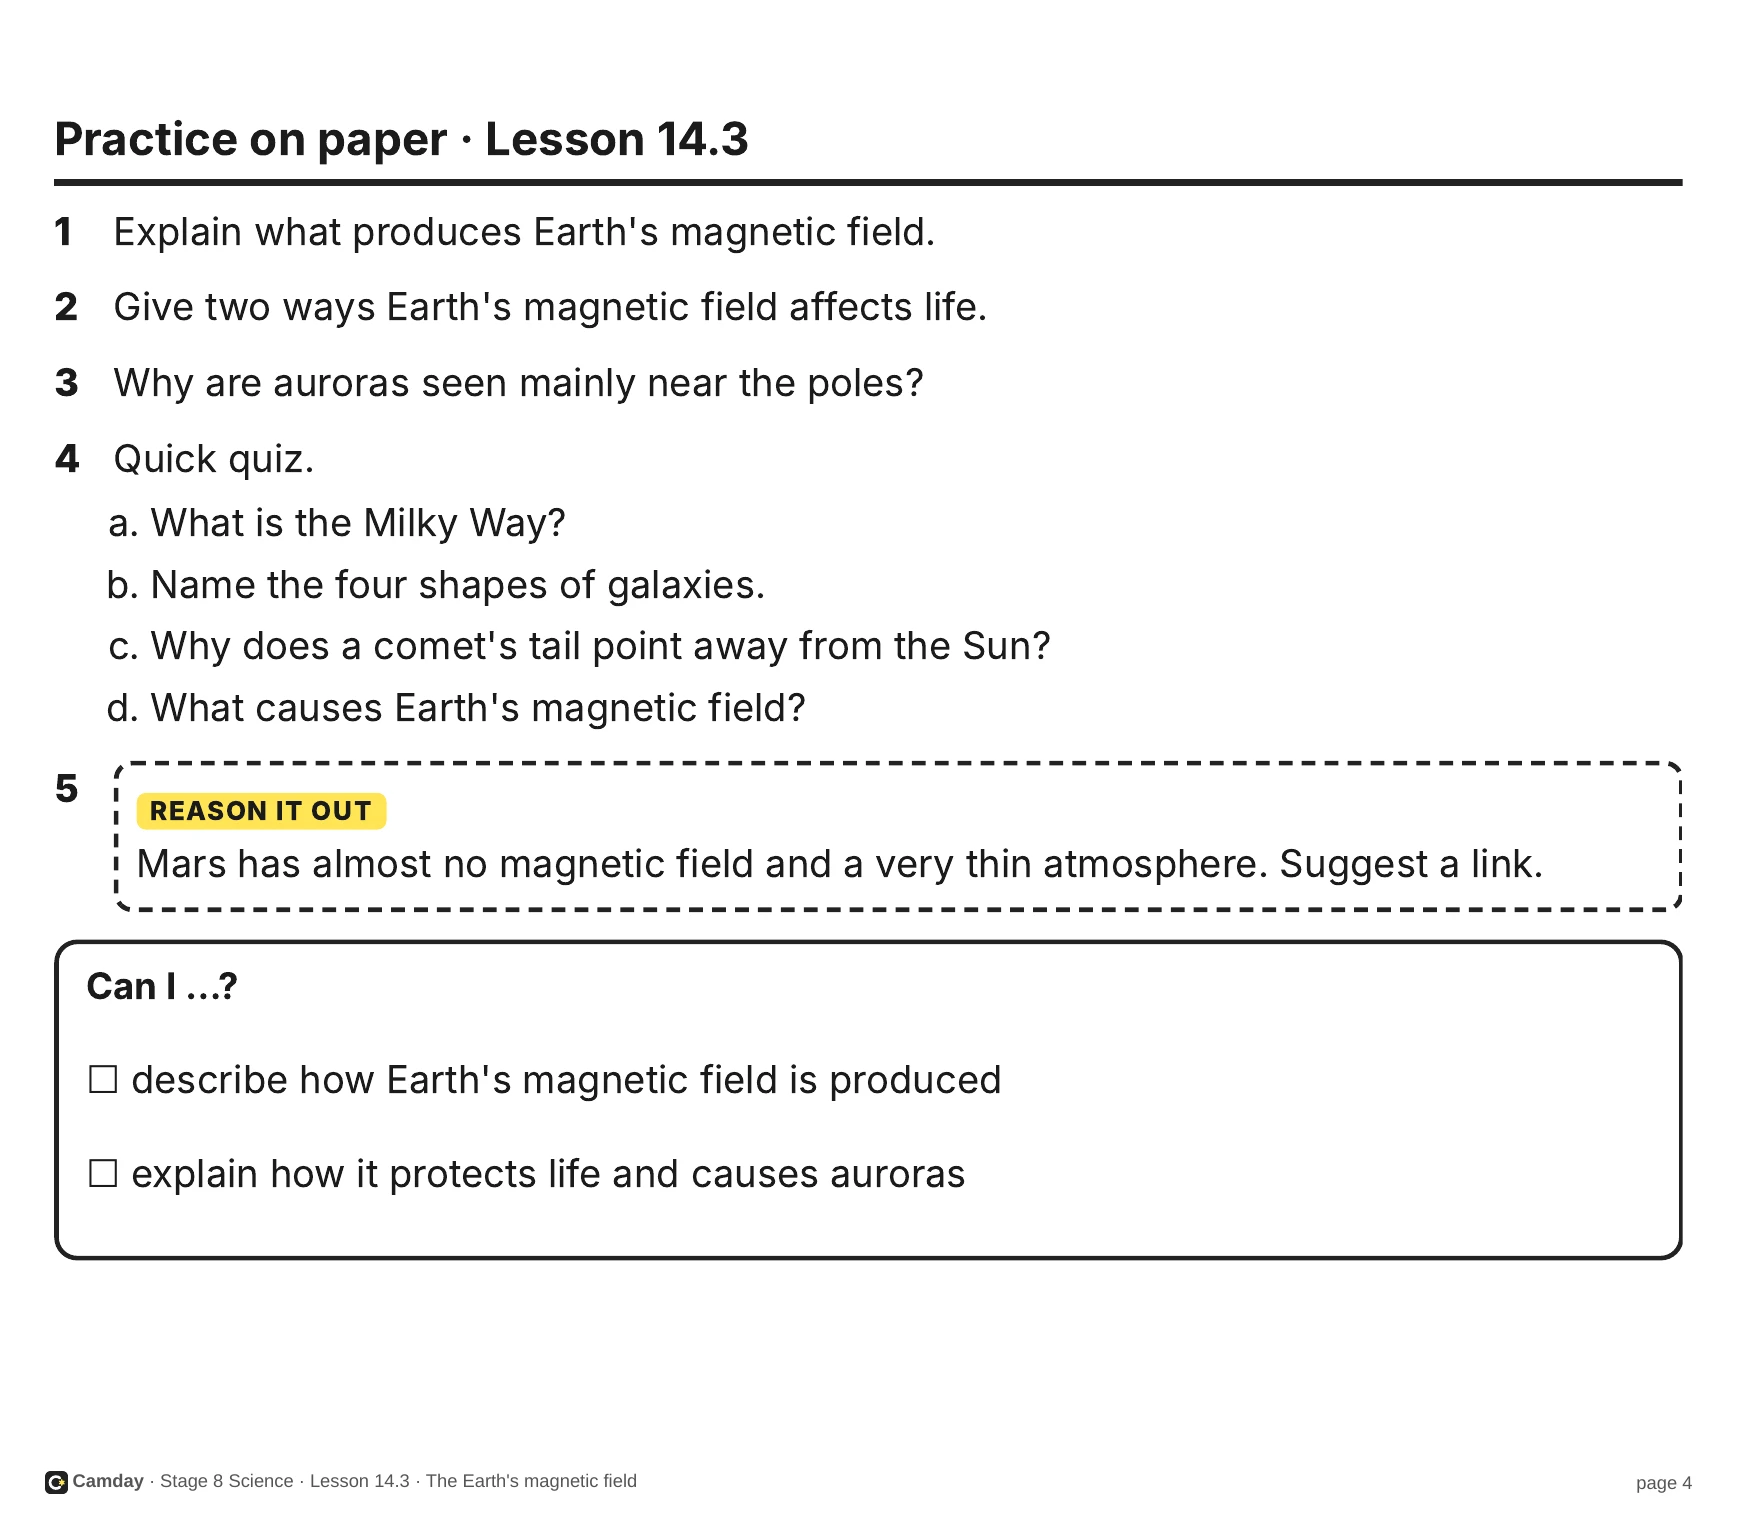 Practice on paper · Lesson 14.3
1 Explain what produces Earth's magnetic field.
2 Give two ways Earth's magnetic field affects life.
3 Why are auroras seen mainly near the poles?
4 Quick quiz.
a. What is the Milky Way?
b. Name the four shapes of galaxies.
c. Why does a comet's tail point away from the Sun?
d. What causes Earth's magnetic field?
5
REASON IT OUT
Mars has almost no magnetic field and a very thin atmosphere. Suggest a link.
Can I …?
☐ describe how Earth's magnetic field is produced
☐ explain how it protects life and causes auroras
Camday · Stage 8 Science · Lesson 14.3 · The Earth's magnetic field
page 4